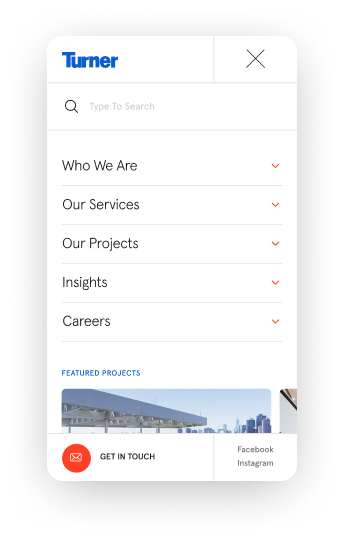 Turner
Type To Search
Who We Are
Our Services
Our Projects
Insights
Careers
FEATURED PROJECTS
GET IN TOUCH
Facebook
Instagram